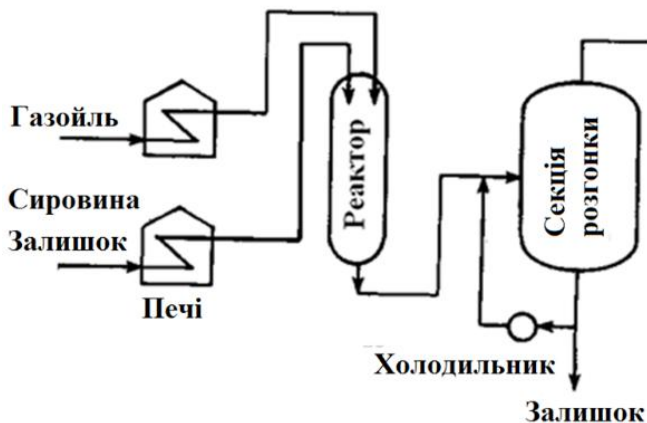 Газойль
Сировина
Залишок
Печі
Реактор
Секція
розгонки
Холодильник
Залишок